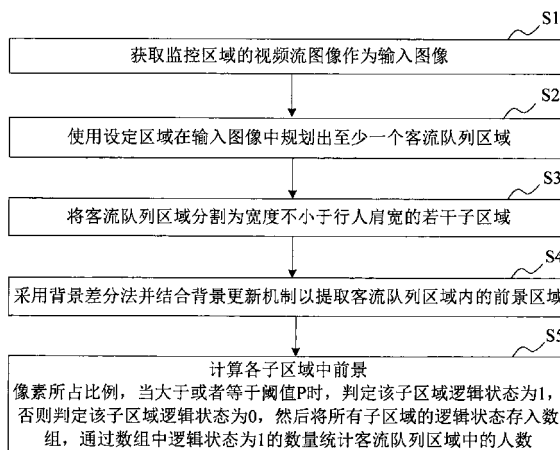 S1
获取监控区域的视频流图像作为输入图像
S2
使用设定区域在输入图像中规划出至少一个客流队列区域
S3
将客流队列区域分割为宽度不小于行人肩宽的若干子区域
S4
采用背景差分法并结合背景更新机制以提取客流队列区域内的前景区域
S5
计算各子区域中前景
像素所占比例，当大于或者等于阈值P时，判定该子区域逻辑状态为1，
否则判定该子区域逻辑状态为0，然后将所有子区域的逻辑状态存入数
组，通过数组中逻辑状态为1的数量统计客流队列区域中的人数